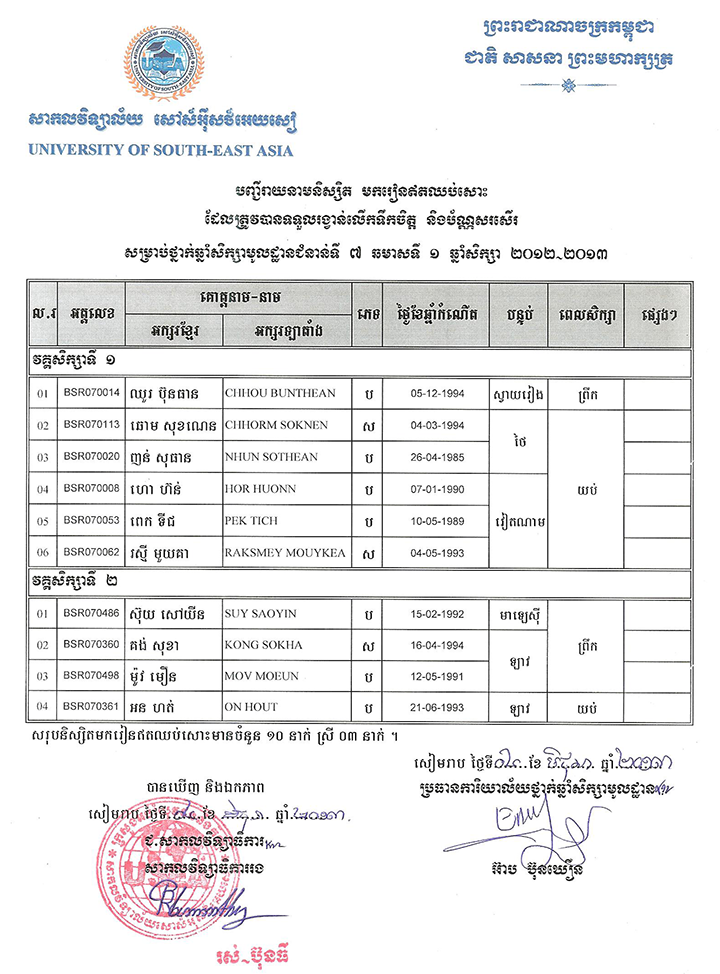 ព្រះរាជាណាចក្រកម្ពុជា
ជាតិ សាសនា ព្រះមហាក្សត្រ
សាកលវិទ្យាល័យ សៅស៍អ៊ីសថ៍អេយសៀ
UNIVERSITY OF SOUTH-EAST ASIA
បញ្ជីរាយនាមនិស្សិត មករៀនឥតឈប់សោះ
ដែលត្រូវបានទទួលរង្វាន់លើកទឹកចិត្ត និងប័ណ្ណសរសើរ
សម្រាប់ថ្នាក់ឆ្នាំសិក្សាមូលដ្ឋានជំនាន់ទី ៧ ឆមាសទី ១ ឆ្នាំសិក្សា ២០១២-២០១៣
ល.រ អត្តលេខ គោត្តនាម-នាម ភេទ ថ្ងៃខែឆ្នាំកំណើត បន្ទប់ ពេលសិក្សា ផ្សេងៗ
អក្សរខ្មែរ អក្សរឡាតាំង
វគ្គសិក្សាទី ១
01 BSR070014 ឈូរ ប៊ុនធាន CHHOU BUNTHEAN ប 05-12-1994 ស្វាយរៀង ព្រឹក
02 BSR070113 ឆោម សុខណេន CHHORM SOKNEN ស 04-03-1994 ថៃ យប់
03 BSR070020 ញន់ សុធាន NHUN SOTHEAN ប 26-04-1985
04 BSR070008 ហោ ហ៊ន់ HOR HUONN ប 07-01-1990 វៀតណាម
05 BSR070053 ពេក ទីជ PEK TICH ប 10-05-1989
06 BSR070062 រស្មី មួយគា RAKSMEY MOUYKEA ស 04-05-1993
វគ្គសិក្សាទី ២
01 BSR070486 ស៊ុយ សៅយីន SUY SAOYIN ប 15-02-1992 មាឡេស៊ី ព្រឹក
02 BSR070360 គង់ សុខា KONG SOKHA ស 16-04-1994 ឡាវ
03 BSR070498 ម៉ូវ មឿន MOV MOEUN ប 12-05-1991
04 BSR070361 អន ហត់ ON HOUT ប 21-06-1993 ឡាវ យប់
សរុបនិស្សិតមករៀនឥតឈប់សោះមានចំនួន ១០ នាក់ ស្រី ០៣ នាក់ ។
សៀមរាប ថ្ងៃទី ខែ មិថុនា ឆ្នាំ ២០១៣
ប្រធានការិយាល័យថ្នាក់ឆ្នាំសិក្សាមូលដ្ឋាន
អ៊ាប ប៊ុនឃឿន
បានឃើញ និងឯកភាព
សៀមរាប ថ្ងៃទី ខែ មិថុនា ឆ្នាំ ២០១៣
ជ.សាកលវិទ្យាធិការ
សាកលវិទ្យាធិការរង
រស់-ប៊ុនធី